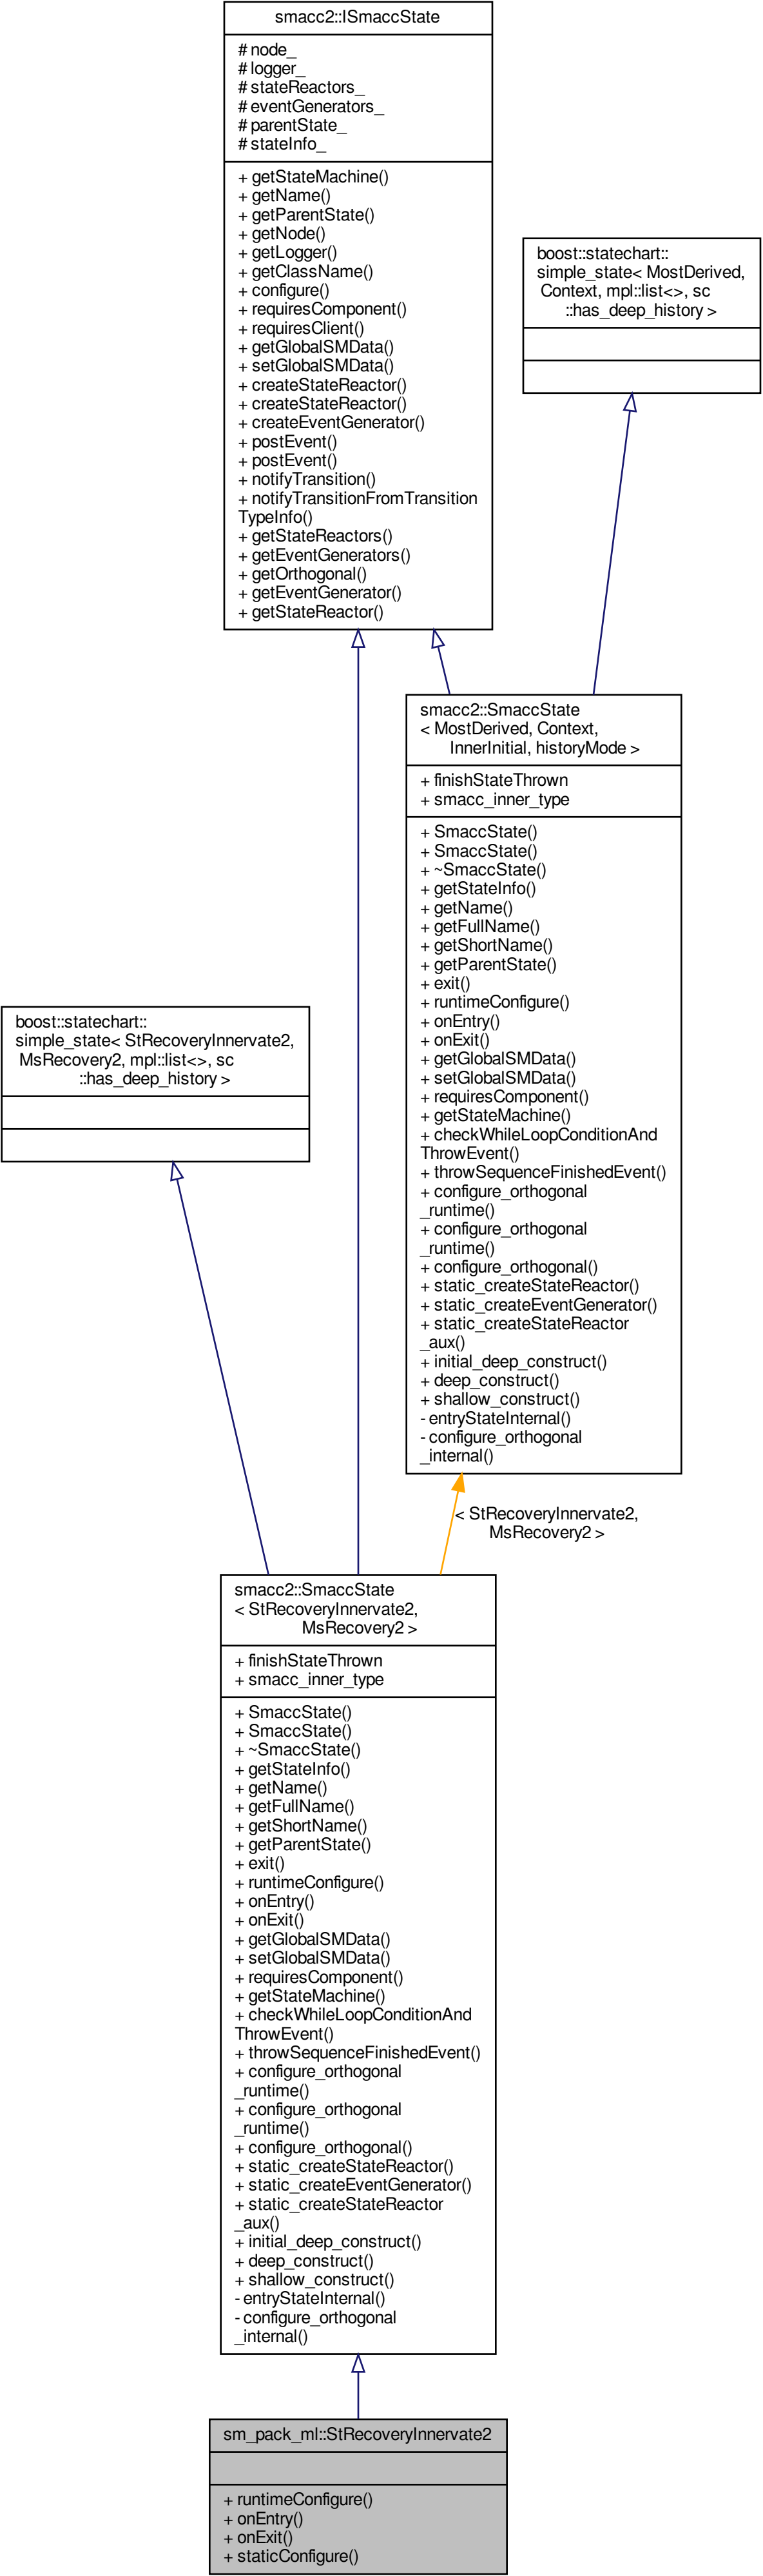 smacc2::ISmaccState
# node_
# logger_
# stateReactors_
# eventGenerators_
# parentState_
# stateInfo_
+ getStateMachine()
+ getName()
+ getParentState()
+ getNode()
+ getLogger()
+ getClassName()
+ configure()
+ requiresComponent()
+ requiresClient()
+ getGlobalSMData()
+ setGlobalSMData()
+ createStateReactor()
+ createStateReactor()
+ createEventGenerator()
+ postEvent()
+ postEvent()
+ notifyTransition()
+ notifyTransitionFromTransition
TypeInfo()
+ getStateReactors()
+ getEventGenerators()
+ getOrthogonal()
+ getEventGenerator()
+ getStateReactor()
boost::statechart::
simple_state< MostDerived,
Context, mpl::list<>, sc
::has_deep_history >
smacc2::SmaccState
< MostDerived, Context,
InnerInitial, historyMode >
+ finishStateThrown
+ smacc_inner_type
+ SmaccState()
+ SmaccState()
+ ~SmaccState()
+ getStateInfo()
+ getName()
+ getFullName()
+ getShortName()
+ getParentState()
+ exit()
+ runtimeConfigure()
+ onEntry()
+ onExit()
+ getGlobalSMData()
+ setGlobalSMData()
+ requiresComponent()
+ getStateMachine()
+ checkWhileLoopConditionAnd
ThrowEvent()
+ throwSequenceFinishedEvent()
+ configure_orthogonal
_runtime()
+ configure_orthogonal
_runtime()
+ configure_orthogonal()
+ static_createStateReactor()
+ static_createEventGenerator()
+ static_createStateReactor
_aux()
+ initial_deep_construct()
+ deep_construct()
+ shallow_construct()
- entryStateInternal()
- configure_orthogonal
_internal()
boost::statechart::
simple_state< StRecoveryInnervate2,
MsRecovery2, mpl::list<>, sc
::has_deep_history >
< StRecoveryInnervate2,
MsRecovery2 >
smacc2::SmaccState
< StRecoveryInnervate2,
MsRecovery2 >
+ finishStateThrown
+ smacc_inner_type
+ SmaccState()
+ SmaccState()
+ ~SmaccState()
+ getStateInfo()
+ getName()
+ getFullName()
+ getShortName()
+ getParentState()
+ exit()
+ runtimeConfigure()
+ onEntry()
+ onExit()
+ getGlobalSMData()
+ setGlobalSMData()
+ requiresComponent()
+ getStateMachine()
+ checkWhileLoopConditionAnd
ThrowEvent()
+ throwSequenceFinishedEvent()
+ configure_orthogonal
_runtime()
+ configure_orthogonal
_runtime()
+ configure_orthogonal()
+ static_createStateReactor()
+ static_createEventGenerator()
+ static_createStateReactor
_aux()
+ initial_deep_construct()
+ deep_construct()
+ shallow_construct()
- entryStateInternal()
- configure_orthogonal
_internal()
sm_pack_ml::StRecoveryInnervate2
+ runtimeConfigure()
+ onEntry()
+ onExit()
+ staticConfigure()